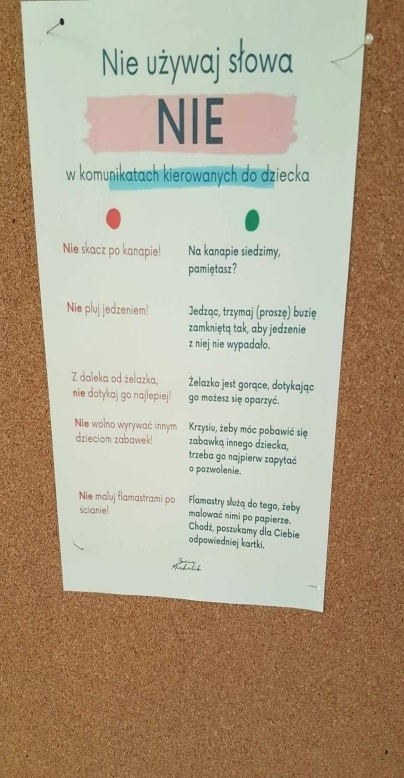 Nie używaj słowa
NIE
w komunikatach kierowanych do dziecka
Nie skacz po kanapie!
Na kanapie siedzimy,
pamiętasz?
Nie pluj jedzeniem!
Jedząc, trzymaj (proszę) buzię
zamkniętą tak, aby jedzenie
z niej nie wypadało.
Z daleka od żelazka,
nie dotykaj go najlepiej!
Żelazko jest gorące, dotykając
go możesz się oparzyć.
Nie wolno wyrywać innym
dzieciom zabawek!
Krzysiu, żeby móc pobawić się
zabawką innego dziecka,
trzeba go najpierw zapytać
o pozwolenie.
Nie maluj flamastrami po
ścianie!
Flamastry służą do tego, żeby
malować nimi po papierze.
Chodź, poszukamy dla Ciebie
odpowiedniej kartki.